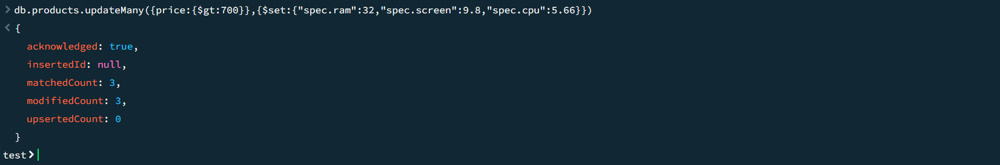 > db.products.updateMany({price:{$gt:700}},{$set:{"spec.ram":32,"spec.screen":9.8,"spec.cpu":5.66}})
< {
acknowledged: true,
insertedId: null,
matchedCount: 3,
modifiedCount: 3,
upsertedCount: 0
}
test>